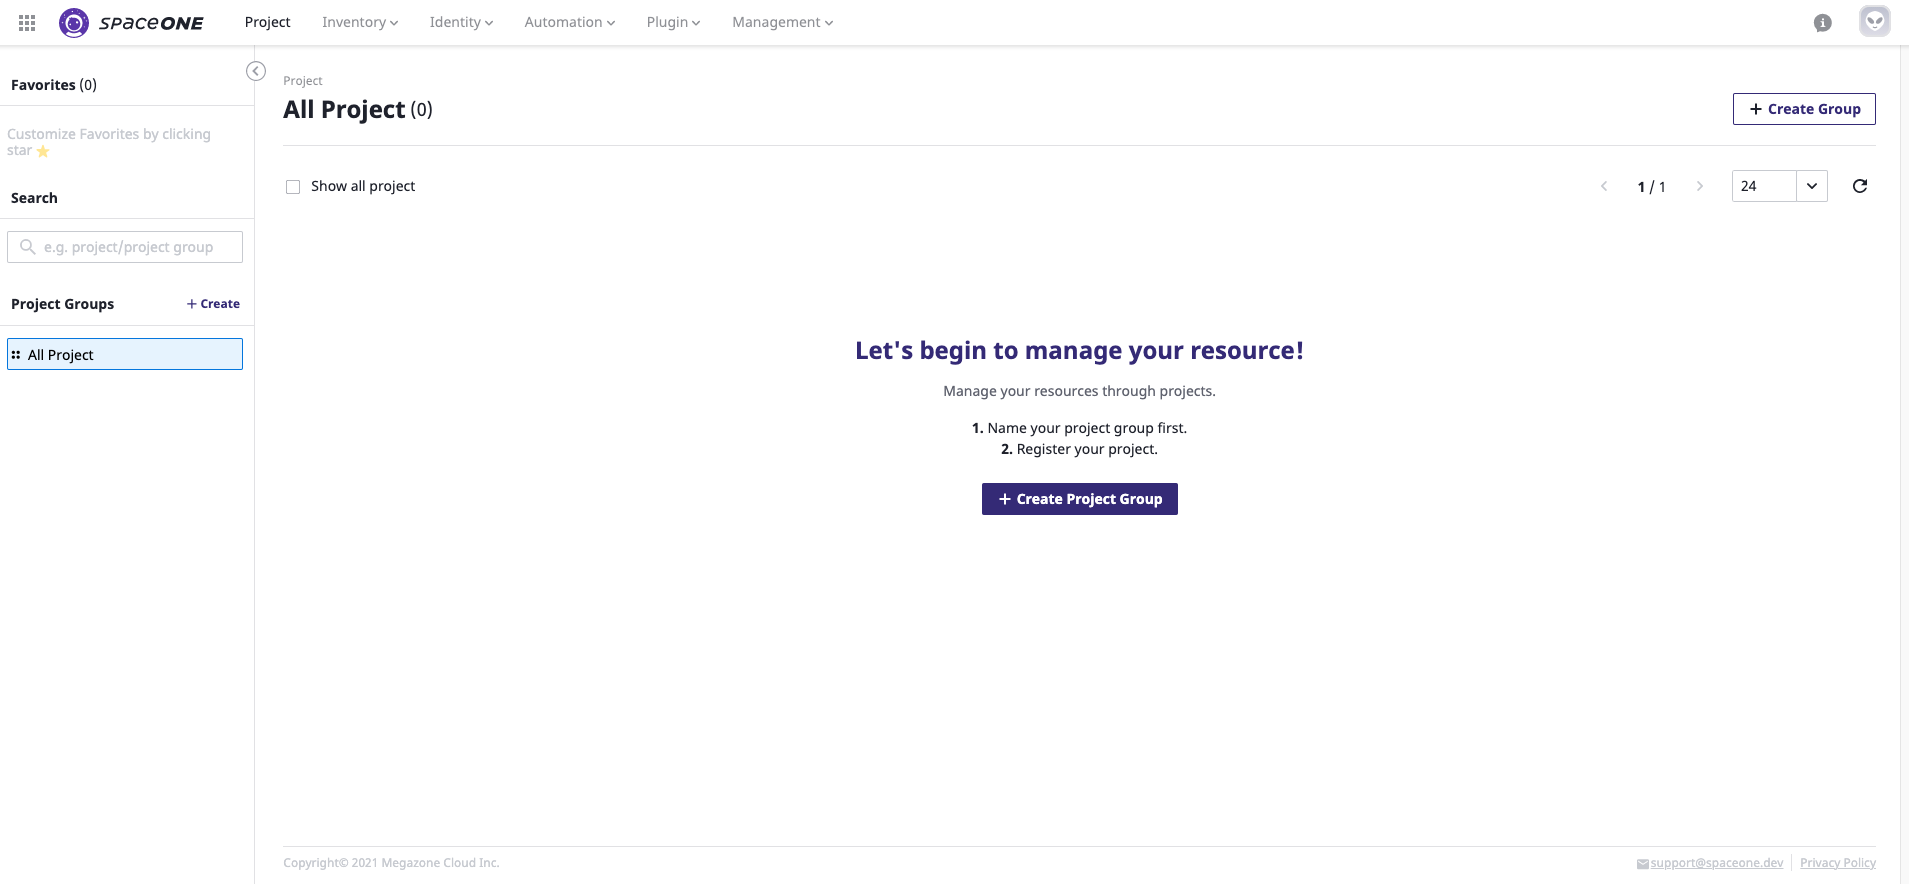 SPACEONE Project Inventory Identity Automation Plugin Management
Favorites (0)
Customize Favorites by clicking
star
Search
e.g. project/project group
Project Groups + Create
All Project
Project
All Project (0)
+ Create Group
Show all project
1 / 1
24
Let's begin to manage your resource!
Manage your resources through projects.
1. Name your project group first.
2. Register your project.
+ Create Project Group
Copyright© 2021 Megazone Cloud Inc.
support@spaceone.dev Privacy Policy